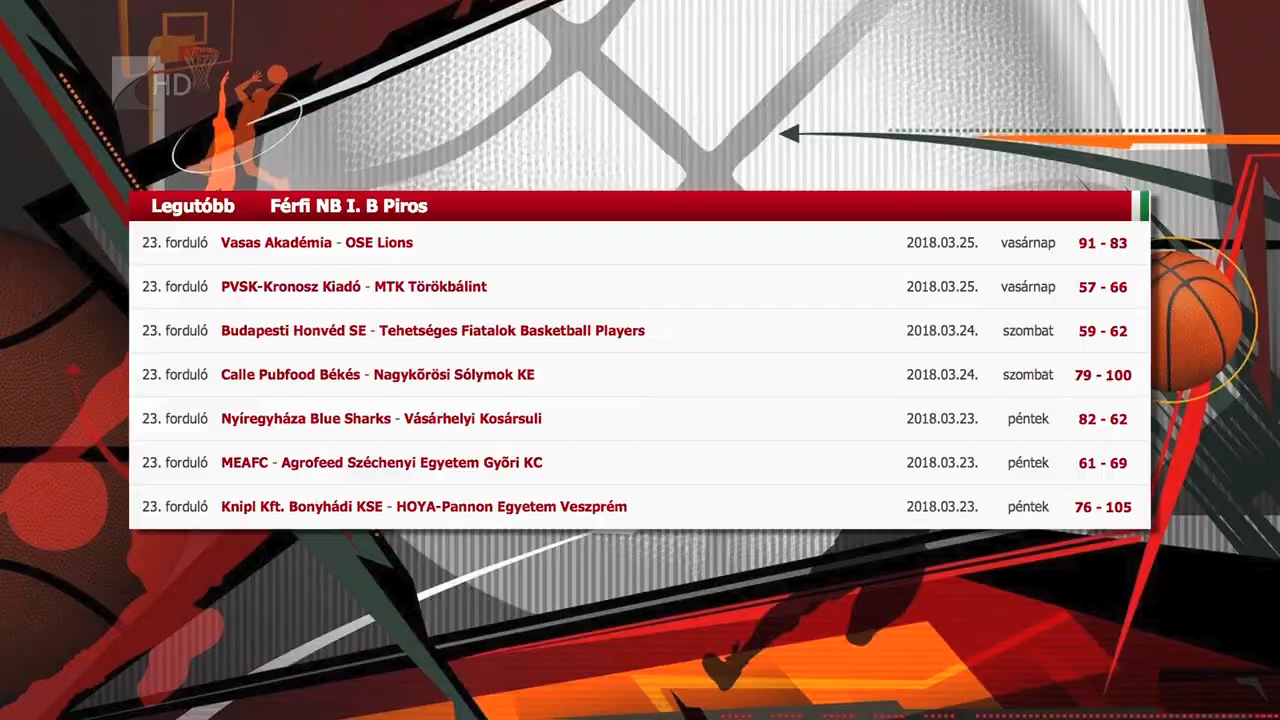 HD
Legutóbb Férfi NB I. B Piros
23. forduló Vasas Akadémia - OSE Lions 2018.03.25. vasárnap 91 - 83
23. forduló PVSK-Kronosz Kiadó - MTK Törökbálint 2018.03.25. vasárnap 57 - 66
23. forduló Budapesti Honvéd SE - Tehetséges Fiatalok Basketball Players 2018.03.24. szombat 59 - 62
23. forduló Calle Pubfood Békés - Nagykõrösi Sólymok KE 2018.03.24. szombat 79 - 100
23. forduló Nyíregyháza Blue Sharks - Vásárhelyi Kosársuli 2018.03.23. péntek 82 - 62
23. forduló MEAFC - Agrofeed Széchenyi Egyetem Gyõri KC 2018.03.23. péntek 61 - 69
23. forduló Knipl Kft. Bonyhádi KSE - HOYA-Pannon Egyetem Veszprém 2018.03.23. péntek 76 - 105